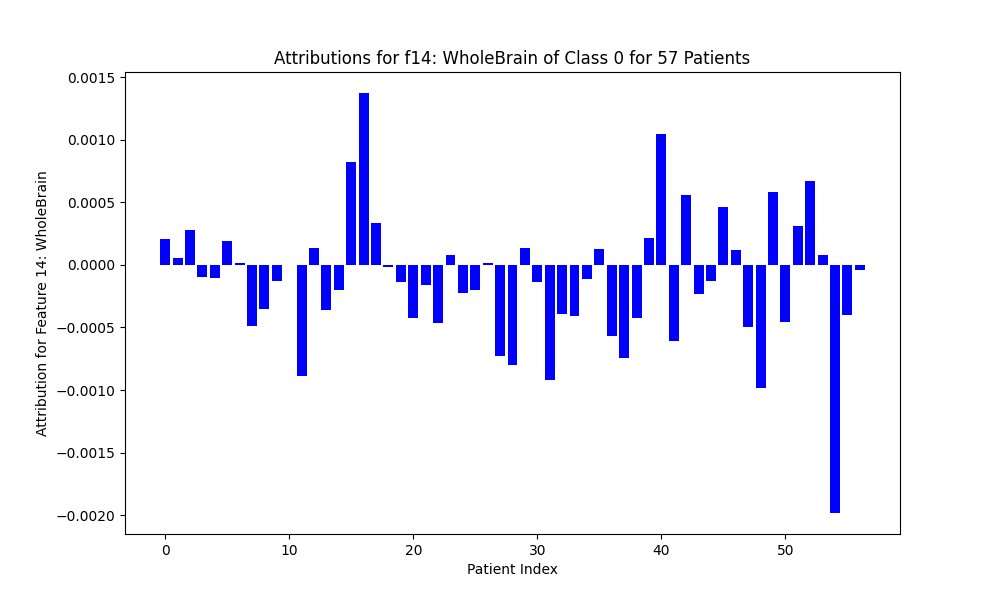 Attributions for f14: WholeBrain of Class 0 for 57 Patients
Attribution for Feature 14: WholeBrain
0.0015
0.0010
0.0005
0.0000
−0.0005
−0.0010
−0.0015
−0.0020
0 10 20 30 40 50
Patient Index